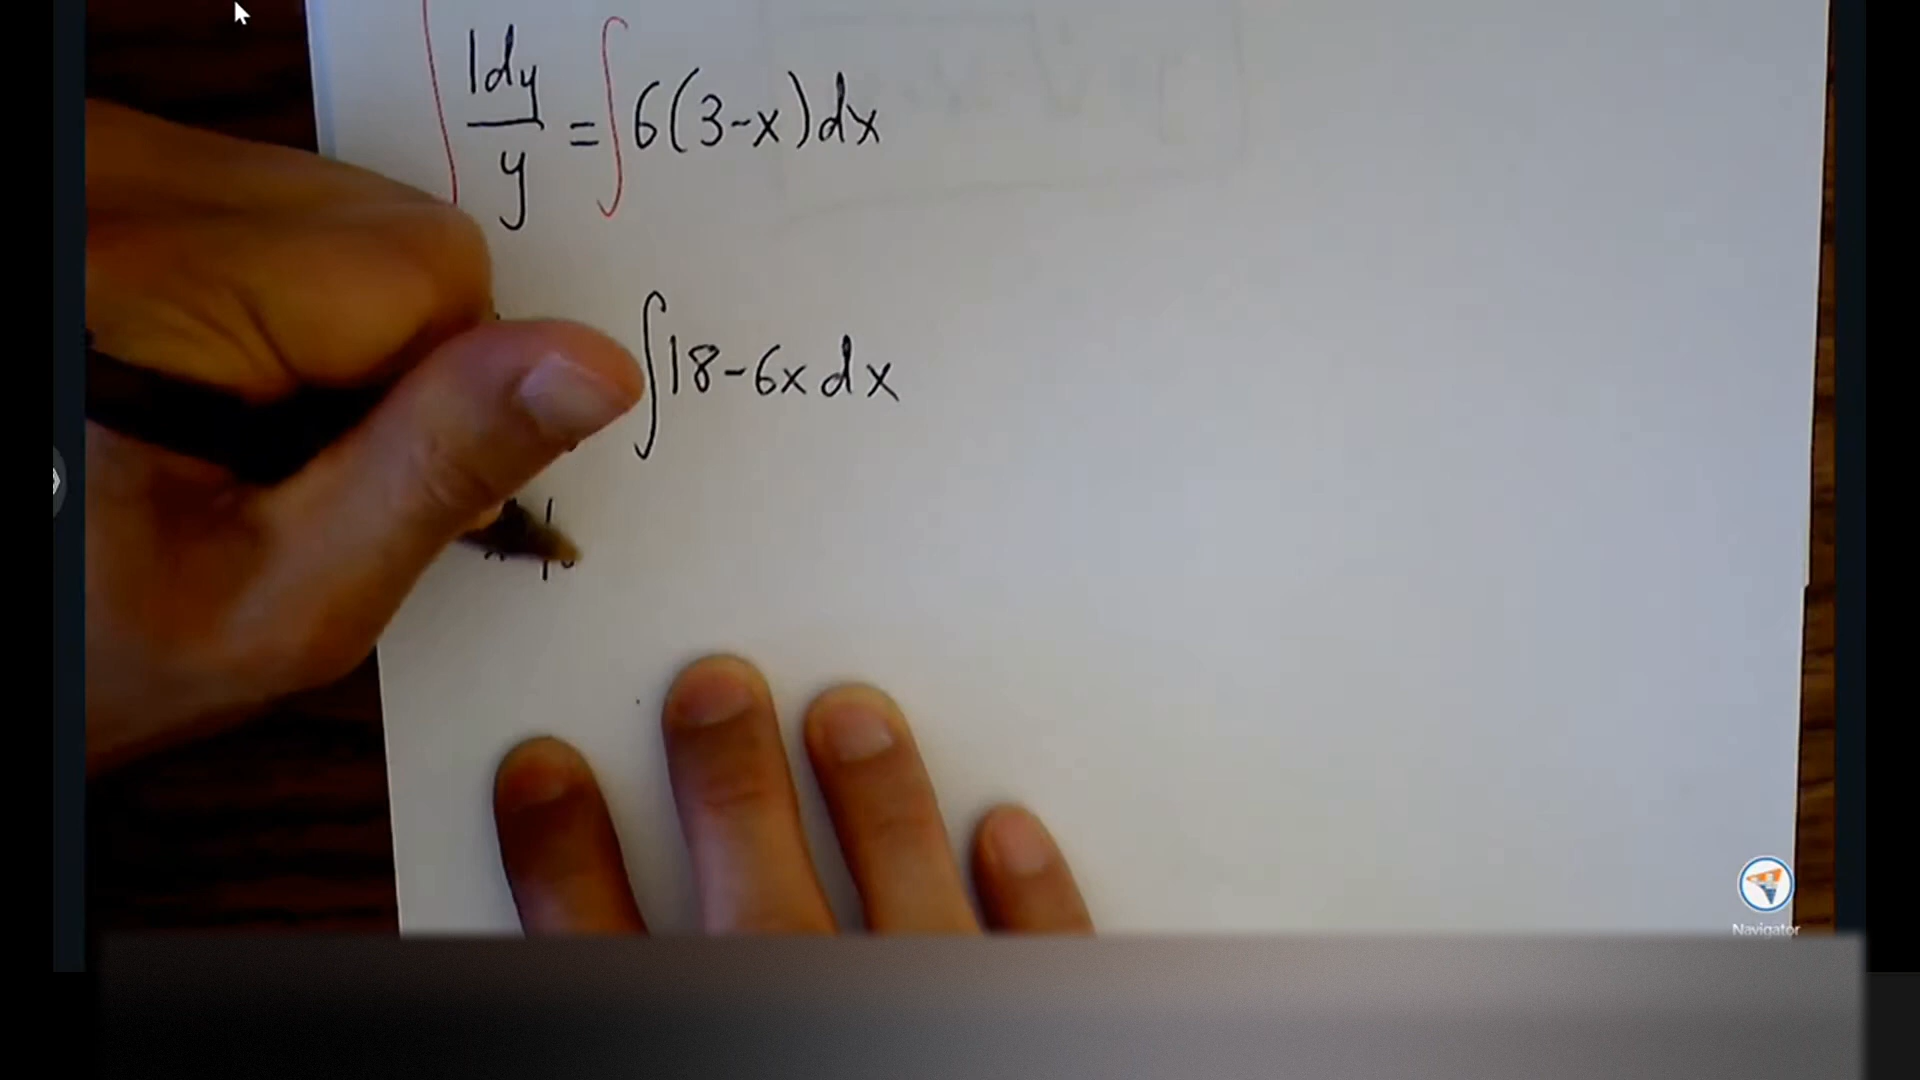 ∫ 1dy/y = ∫ 6(3-x)dx
∫ 18-6x dx
Navigator